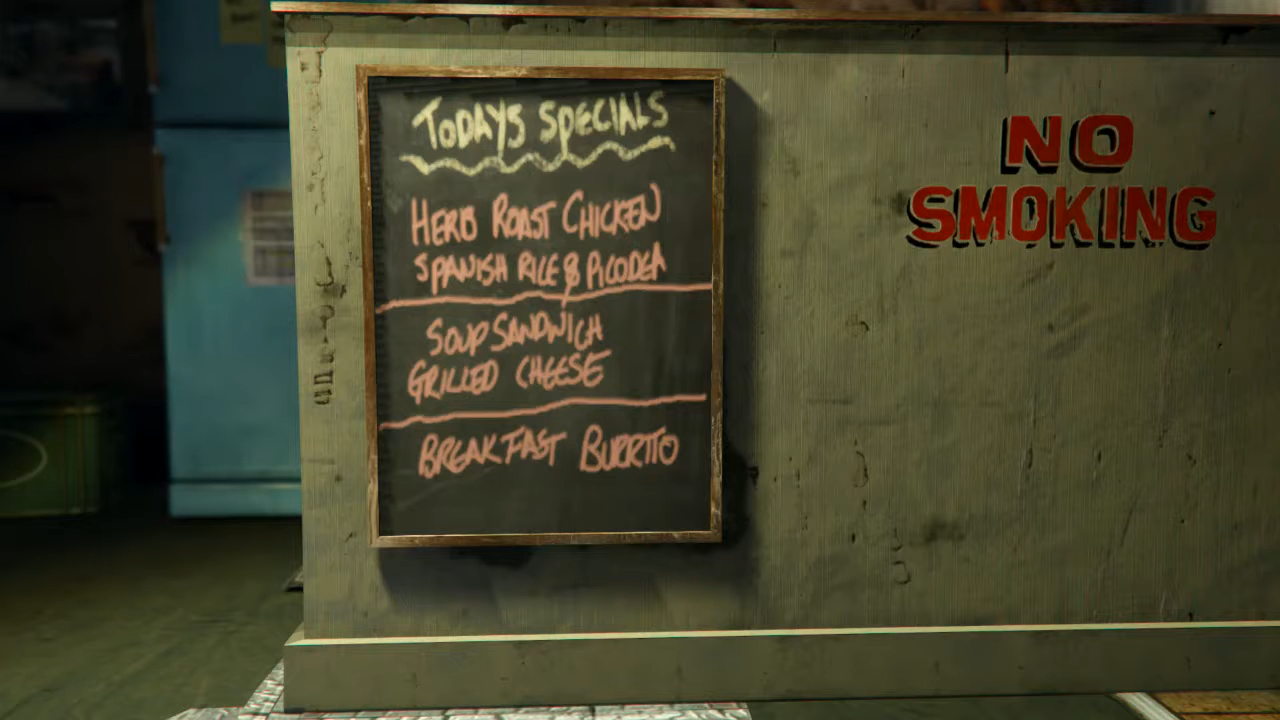 TODAYS SPECIALS
HERB ROAST CHICKEN
SPANISH RICE & PICODEA
SOUP SANDWICH
GRILLED CHEESE
BREAKFAST BURRITO
NO
SMOKING